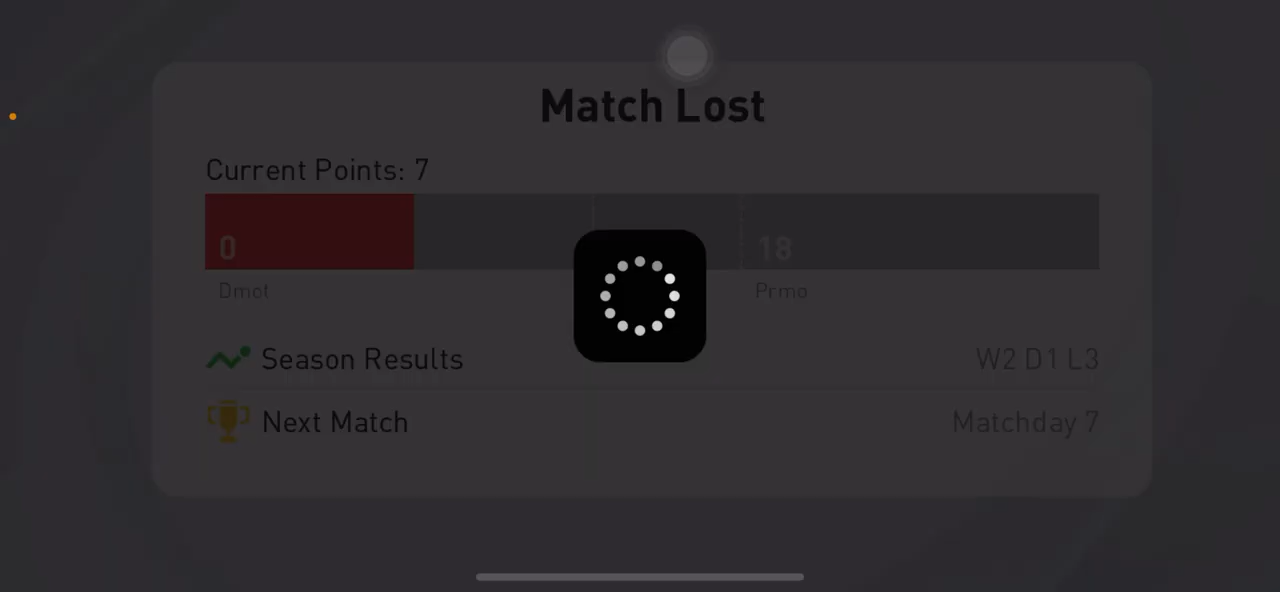 Match Lost
Current Points: 7
0
18
Dmot
Prmo
Season Results
W2 D1 L3
Next Match
Matchday 7